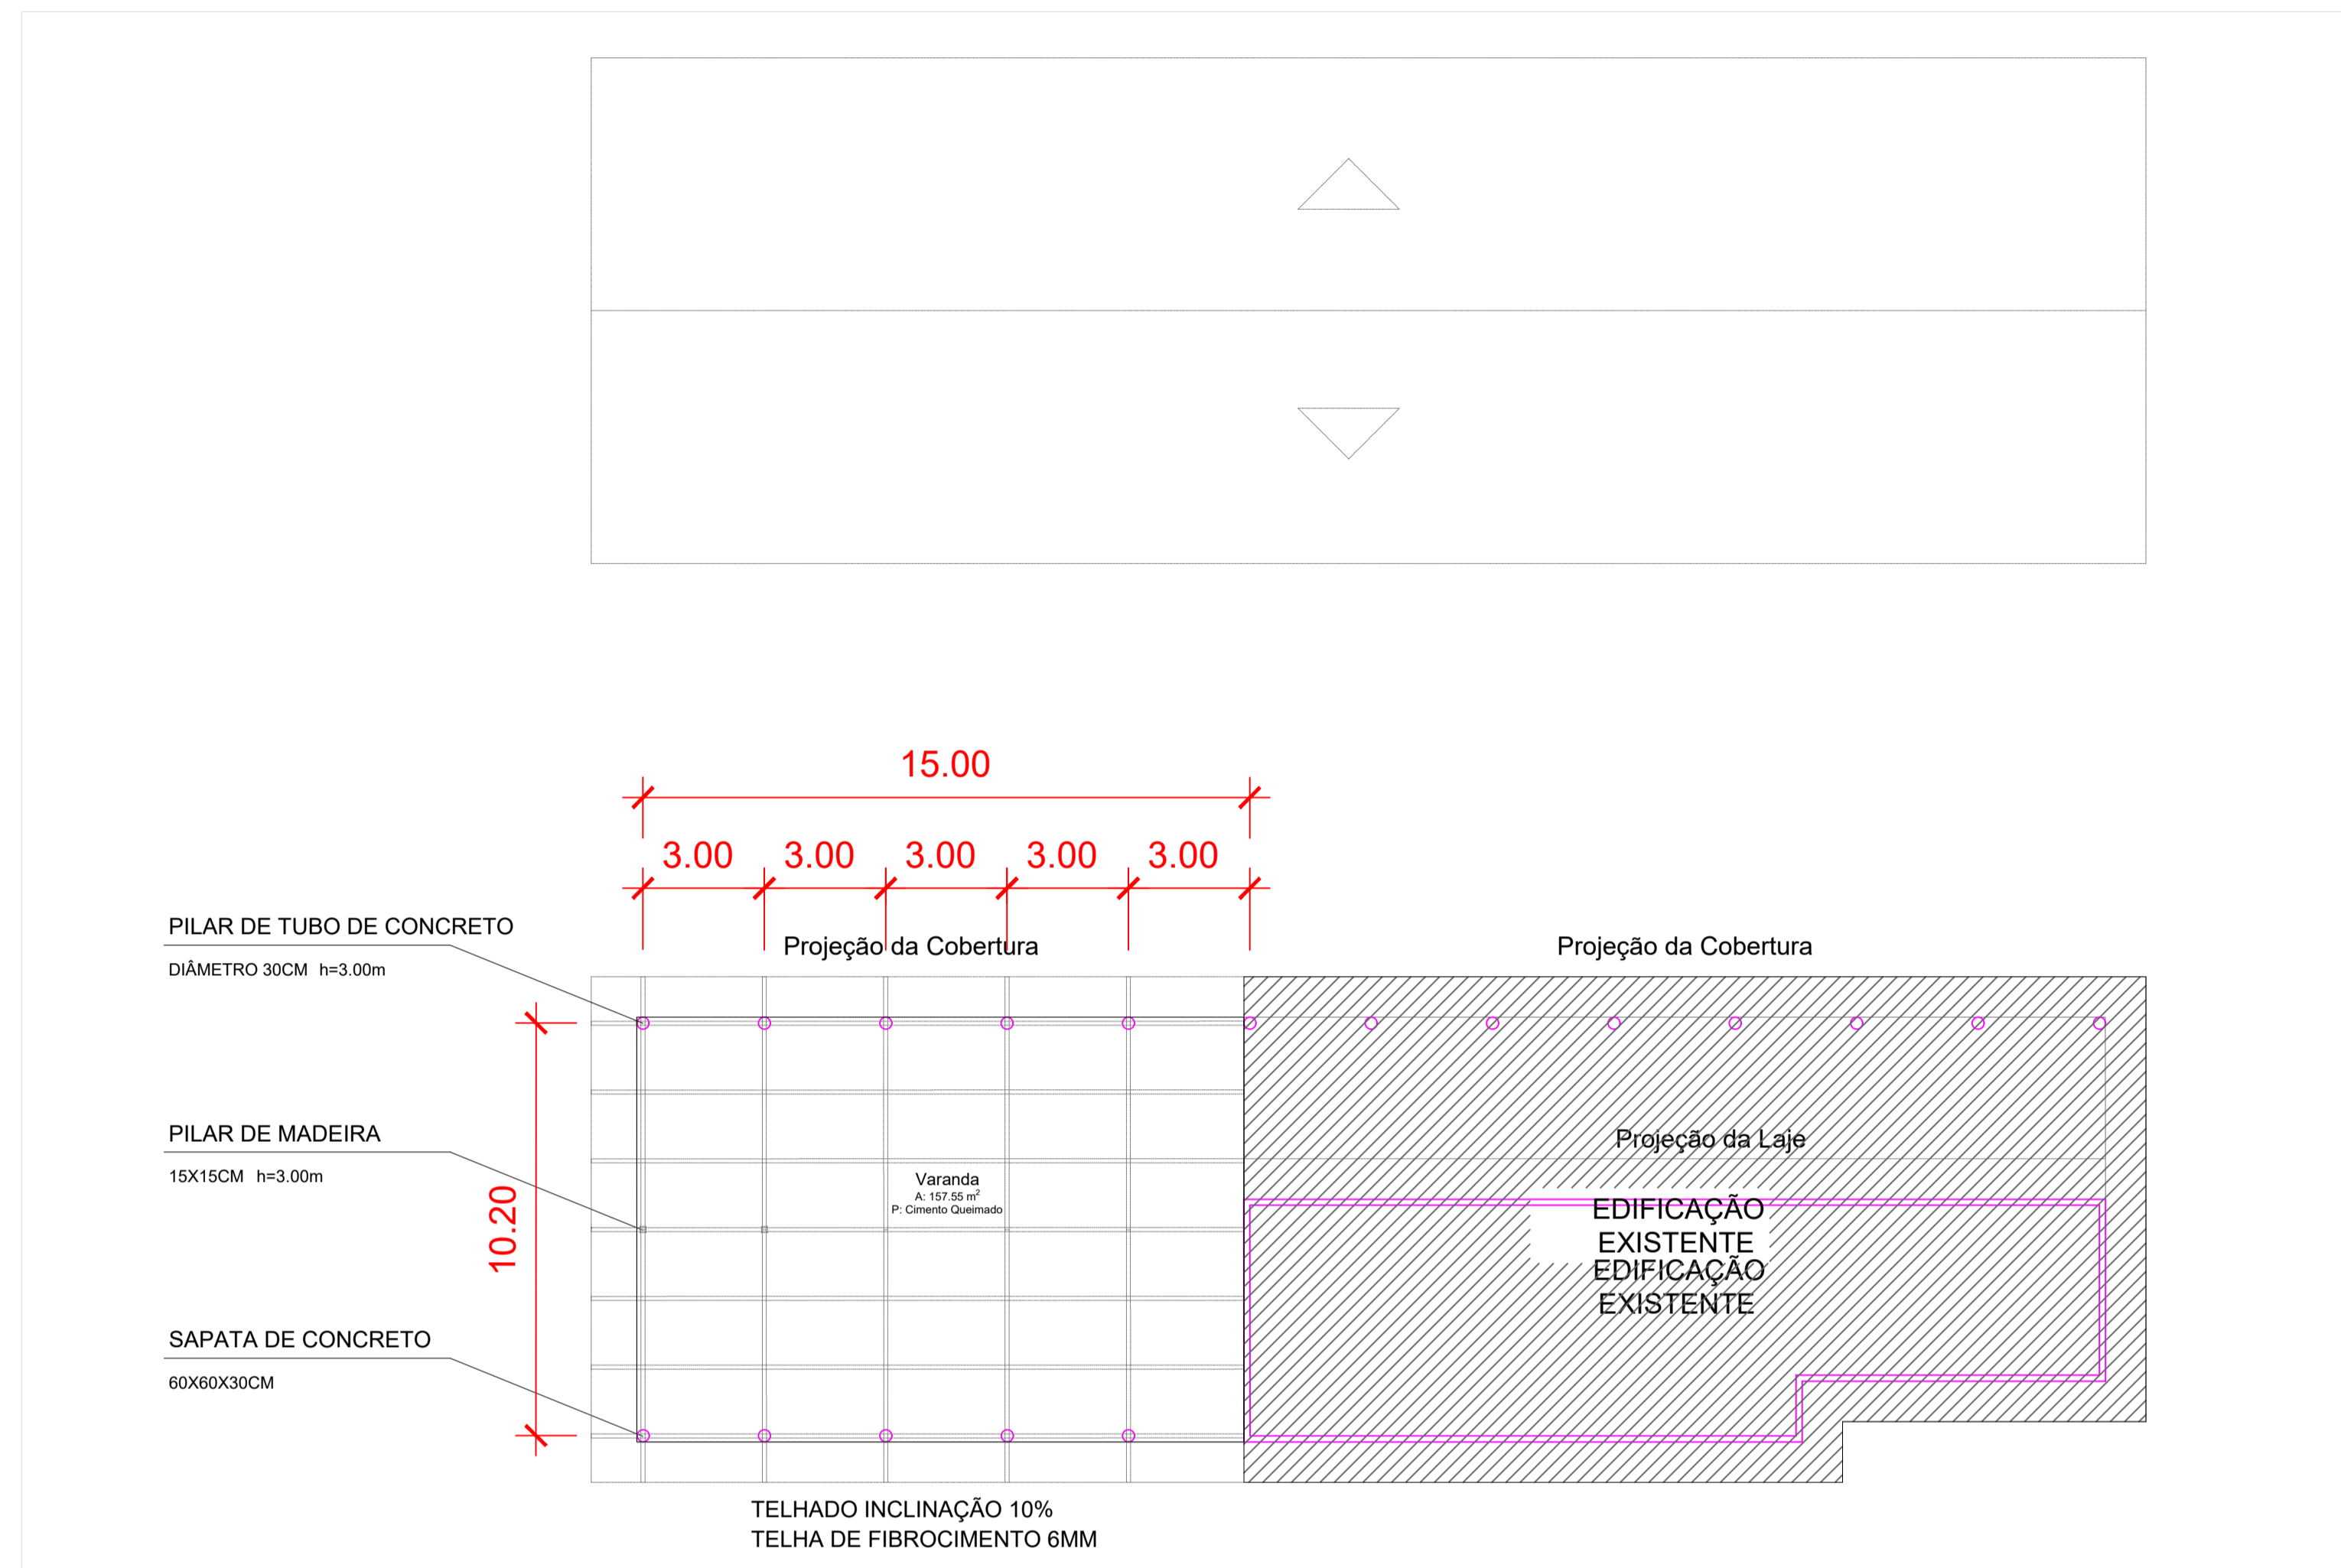 15.00
3.00 3.00 3.00 3.00 3.00
Projeção da Cobertura
Projeção da Cobertura
PILAR DE TUBO DE CONCRETO
DIÂMETRO 30CM h=3.00m
PILAR DE MADEIRA
15X15CM h=3.00m
10.20
SAPATA DE CONCRETO
60X60X30CM
Varanda
A: 157.55 m²
P: Cimento Queimado
Projeção da Laje
EDIFICAÇÃO
EXISTENTE
EDIFICAÇÃO
EXISTENTE
TELHADO INCLINAÇÃO 10%
TELHA DE FIBROCIMENTO 6MM